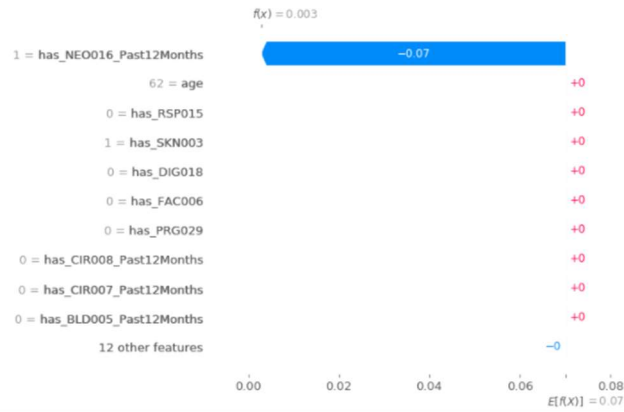 f(x) = 0.003
1 = has_NEO016_Past12Months
−0.07
62 = age
+0
0 = has_RSP015
+0
1 = has_SKN003
+0
0 = has_DIG018
+0
0 = has_FAC006
+0
0 = has_PRG029
+0
0 = has_CIR008_Past12Months
+0
0 = has_CIR007_Past12Months
+0
0 = has_BLD005_Past12Months
+0
12 other features
−0
0.00 0.02 0.04 0.06 0.08
E[f(X)] = 0.07